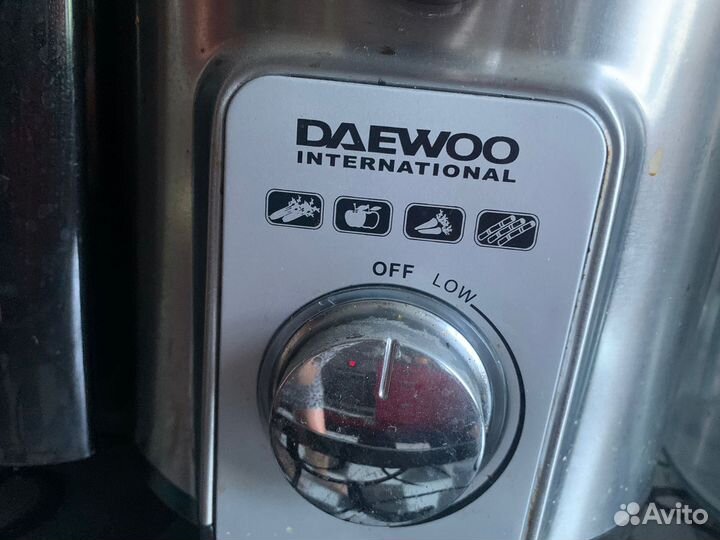 DAEWOO
INTERNATIONAL
OFF
LOW
Avito